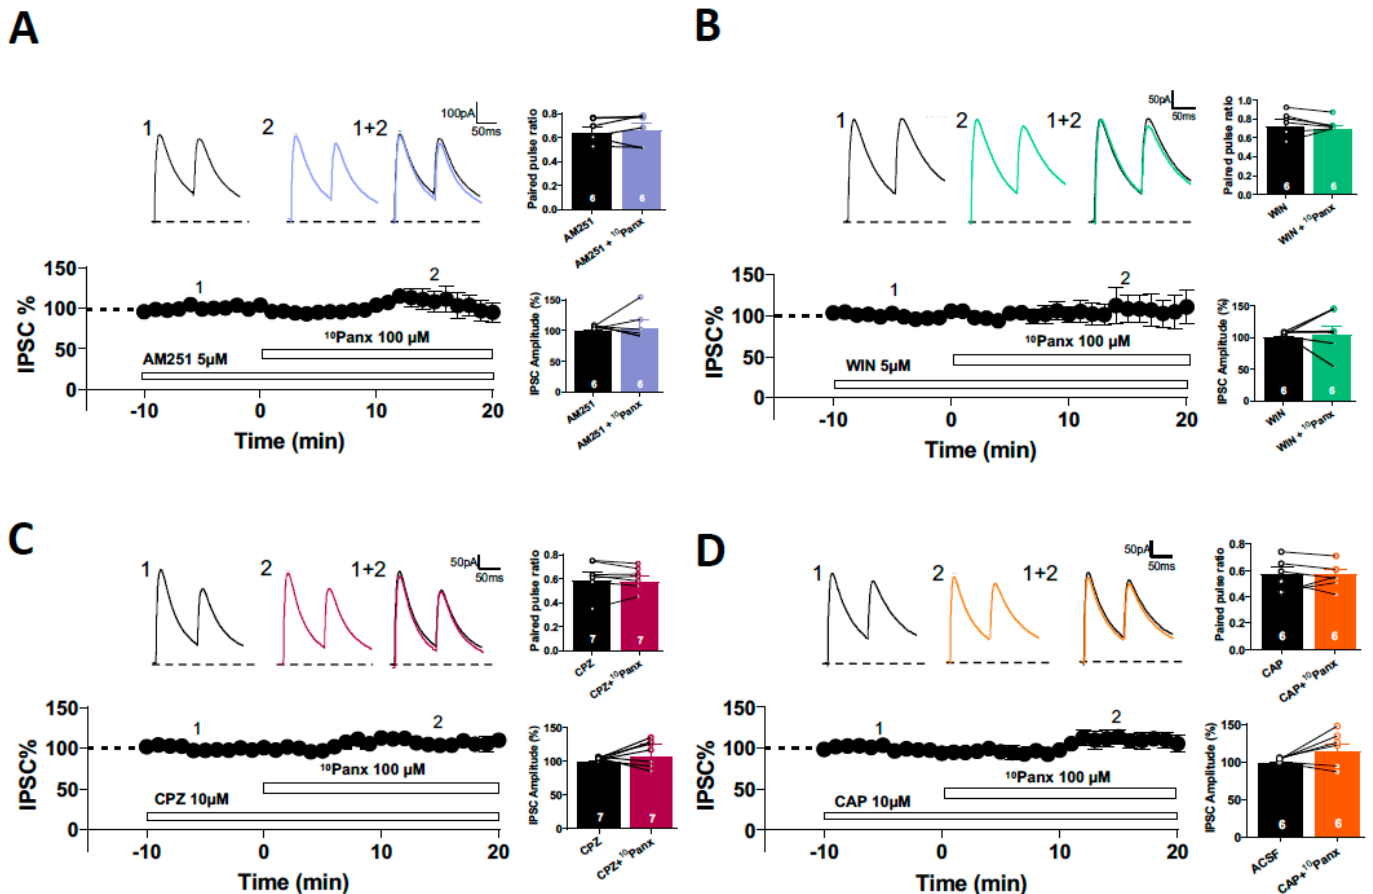 A
1
2
1+2
100pA
50ms
Paired pulse ratio
0.8
0.6
0.4
0.2
0.0
6
6
AM251
AM251 + ¹⁰Panx
IPSC %
150
100
50
0
1
2
¹⁰Panx 100 µM
AM251 5µM
-10
0
10
20
Time (min)
IPSC Amplitude (%)
150
100
50
0
6
6
AM251
AM251 + ¹⁰Panx
B
1
2
1+2
50pA
50ms
Paired pulse ratio
1.0
0.8
0.6
0.4
0.2
0.0
6
6
WIN
WIN + ¹⁰Panx
IPSC%
150
100
50
0
1
2
¹⁰Panx 100 µM
WIN 5µM
-10
0
10
20
Time (min)
IPSC Amplitude (%)
150
100
50
0
6
6
WIN
WIN + ¹⁰Panx
C
1
2
1+2
50pA
50ms
Paired pulse ratio
0.8
0.6
0.4
0.2
0.0
7
7
CPZ
CPZ+¹⁰Panx
IPSC%
150
100
50
0
1
2
¹⁰Panx 100 µM
CPZ 10µM
-10
0
10
20
Time (min)
IPSC Amplitude (%)
150
100
50
0
7
7
CPZ
CPZ+¹⁰Panx
D
1
2
1+2
50pA
50ms
Paired pulse ratio
0.8
0.6
0.4
0.2
0.0
6
6
CAP
CAP+¹⁰Panx
IPSC%
150
100
50
0
1
2
¹⁰Panx 100 µM
CAP 10µM
-10
0
10
20
Time (min)
IPSC Amplitude (%)
150
100
50
0
6
6
ACSF
CAP+¹⁰Panx